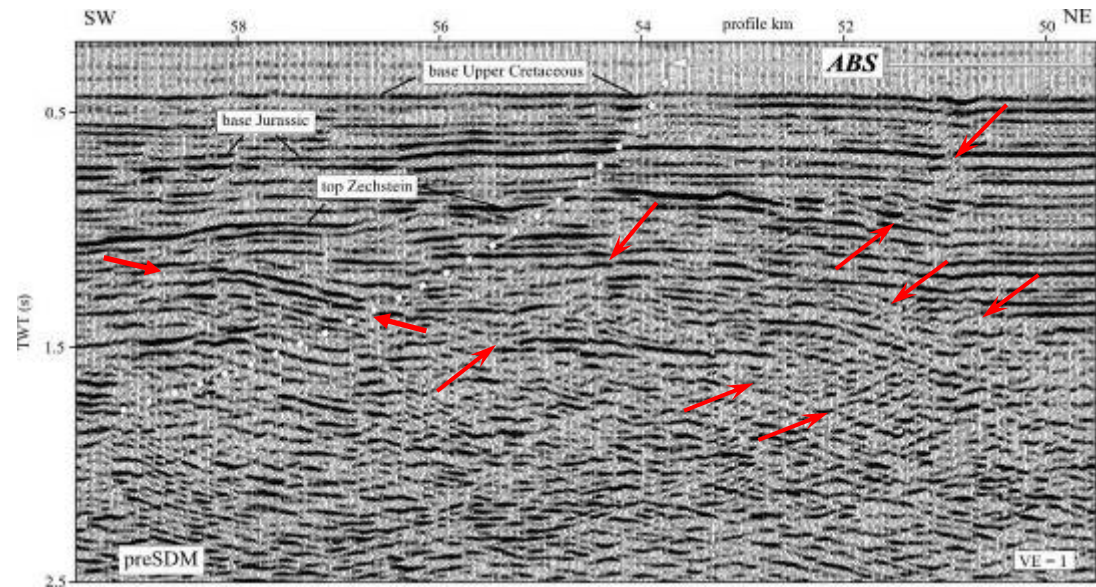 SW
NE
58
56
54
profile km
52
50
ABS
base Upper Cretaceous
0.5
base Jurassic
top Zechstein
TWT (s)
1.5
preSDM
VE = 1
2.5